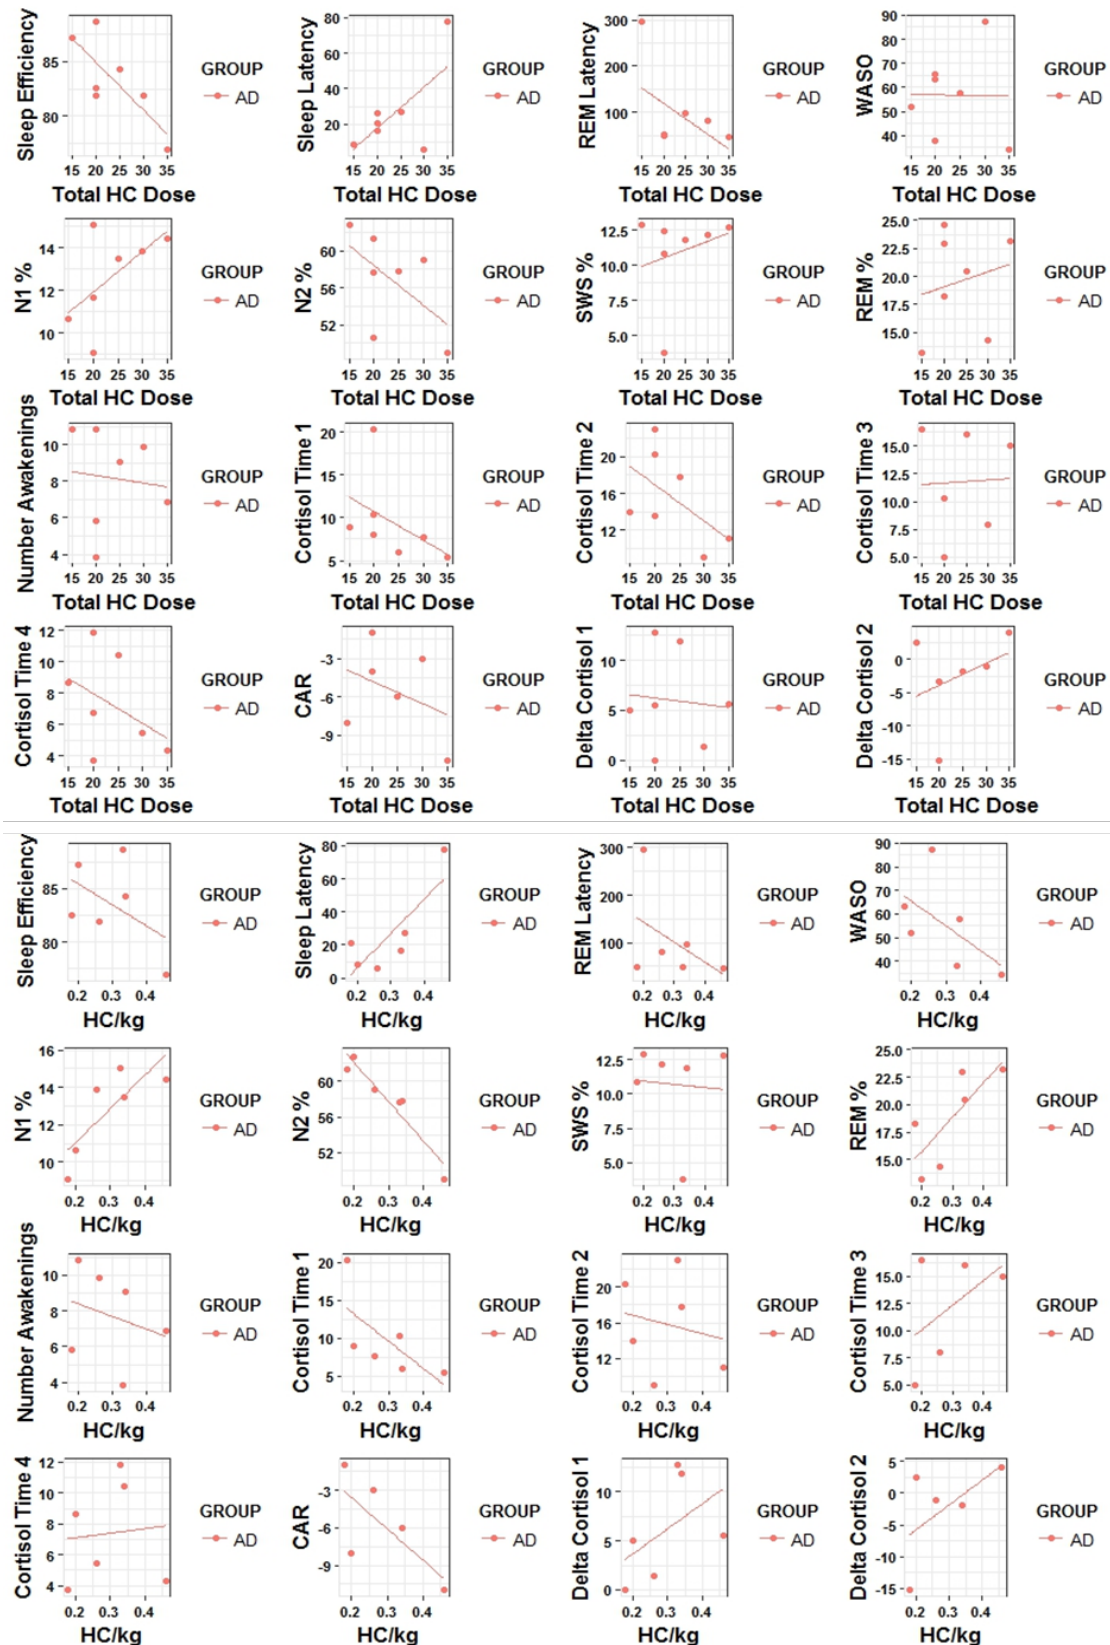 Sleep Efficiency
85
80
15 20 25 30 35
Total HC Dose
GROUP
AD
Sleep Latency
80
60
40
20
15 20 25 30 35
Total HC Dose
GROUP
AD
REM Latency
300
200
100
15 20 25 30 35
Total HC Dose
GROUP
AD
WASO
90
80
70
60
50
40
15 20 25 30 35
Total HC Dose
GROUP
AD
N1 %
14
12
10
15 20 25 30 35
Total HC Dose
GROUP
AD
N2 %
60
56
52
15 20 25 30 35
Total HC Dose
GROUP
AD
SWS %
12.5
10.0
7.5
5.0
15 20 25 30 35
Total HC Dose
GROUP
AD
REM %
25.0
22.5
20.0
17.5
15.0
15 20 25 30 35
Total HC Dose
GROUP
AD
Number Awakenings
10
8
6
4
15 20 25 30 35
Total HC Dose
GROUP
AD
Cortisol Time 1
20
15
10
5
15 20 25 30 35
Total HC Dose
GROUP
AD
Cortisol Time 2
20
16
12
15 20 25 30 35
Total HC Dose
GROUP
AD
Cortisol Time 3
15.0
12.5
10.0
7.5
5.0
15 20 25 30 35
Total HC Dose
GROUP
AD
Cortisol Time 4
12
10
8
6
4
15 20 25 30 35
Total HC Dose
GROUP
AD
CAR
-3
-6
-9
15 20 25 30 35
Total HC Dose
GROUP
AD
Delta Cortisol 1
10
5
0
15 20 25 30 35
Total HC Dose
GROUP
AD
Delta Cortisol 2
0
-5
-10
-15
15 20 25 30 35
Total HC Dose
GROUP
AD
Sleep Efficiency
85
80
0.2 0.3 0.4
HC/kg
GROUP
AD
Sleep Latency
80
60
40
20
0
0.2 0.3 0.4
HC/kg
GROUP
AD
REM Latency
300
200
100
0.2 0.3 0.4
HC/kg
GROUP
AD
WASO
90
80
70
60
50
40
0.2 0.3 0.4
HC/kg
GROUP
AD
N1 %
16
14
12
10
0.2 0.3 0.4
HC/kg
GROUP
AD
N2 %
60
56
52
0.2 0.3 0.4
HC/kg
GROUP
AD
SWS %
12.5
10.0
7.5
5.0
0.2 0.3 0.4
HC/kg
GROUP
AD
REM %
25.0
22.5
20.0
17.5
15.0
0.2 0.3 0.4
HC/kg
GROUP
AD
Number Awakenings
10
8
6
4
0.2 0.3 0.4
HC/kg
GROUP
AD
Cortisol Time 1
20
15
10
5
0.2 0.3 0.4
HC/kg
GROUP
AD
Cortisol Time 2
20
16
12
0.2 0.3 0.4
HC/kg
GROUP
AD
Cortisol Time 3
15.0
12.5
10.0
7.5
5.0
0.2 0.3 0.4
HC/kg
GROUP
AD
Cortisol Time 4
12
10
8
6
4
0.2 0.3 0.4
HC/kg
GROUP
AD
CAR
-3
-6
-9
0.2 0.3 0.4
HC/kg
GROUP
AD
Delta Cortisol 1
10
5
0
0.2 0.3 0.4
HC/kg
GROUP
AD
Delta Cortisol 2
5
0
-5
-10
-15
0.2 0.3 0.4
HC/kg
GROUP
AD